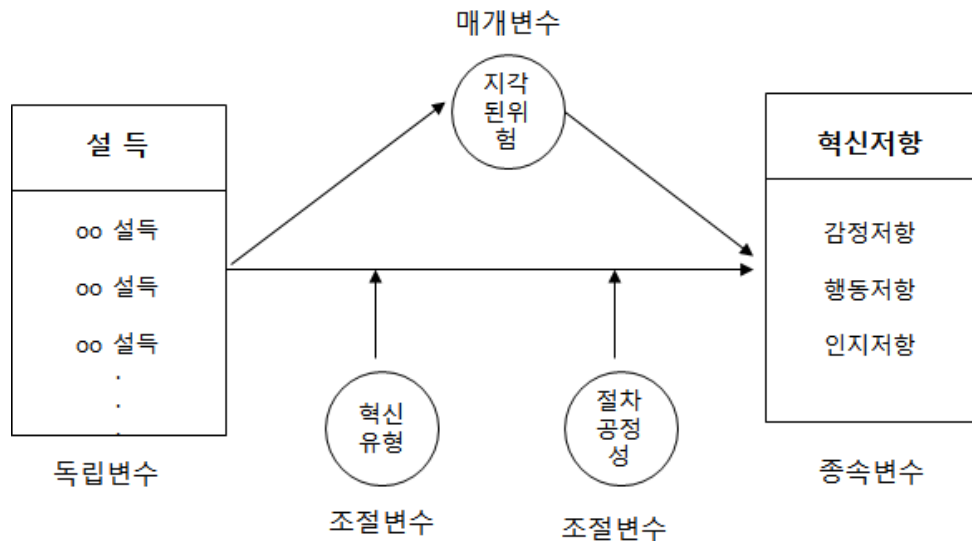 매개변수
지각
된위
험
설 득
oo 설득
oo 설득
oo 설득
.
.
.
독립변수
혁신저항
감정저항
행동저항
인지저항
종속변수
혁신
유형
조절변수
절차
공정
성
조절변수